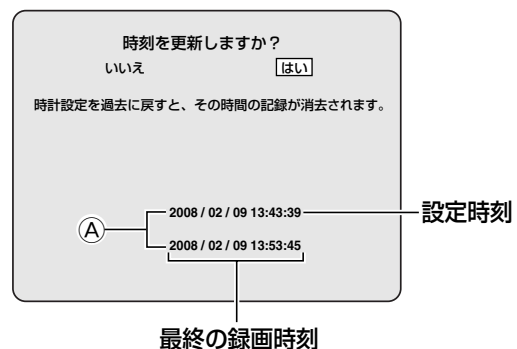 時刻を更新しますか？
いいえ はい
時計設定を過去に戻すと、その時間の記録が消去されます。
2008 / 02 / 09 13:43:39 設定時刻
Ⓐ
2008 / 02 / 09 13:53:45
最終の録画時刻